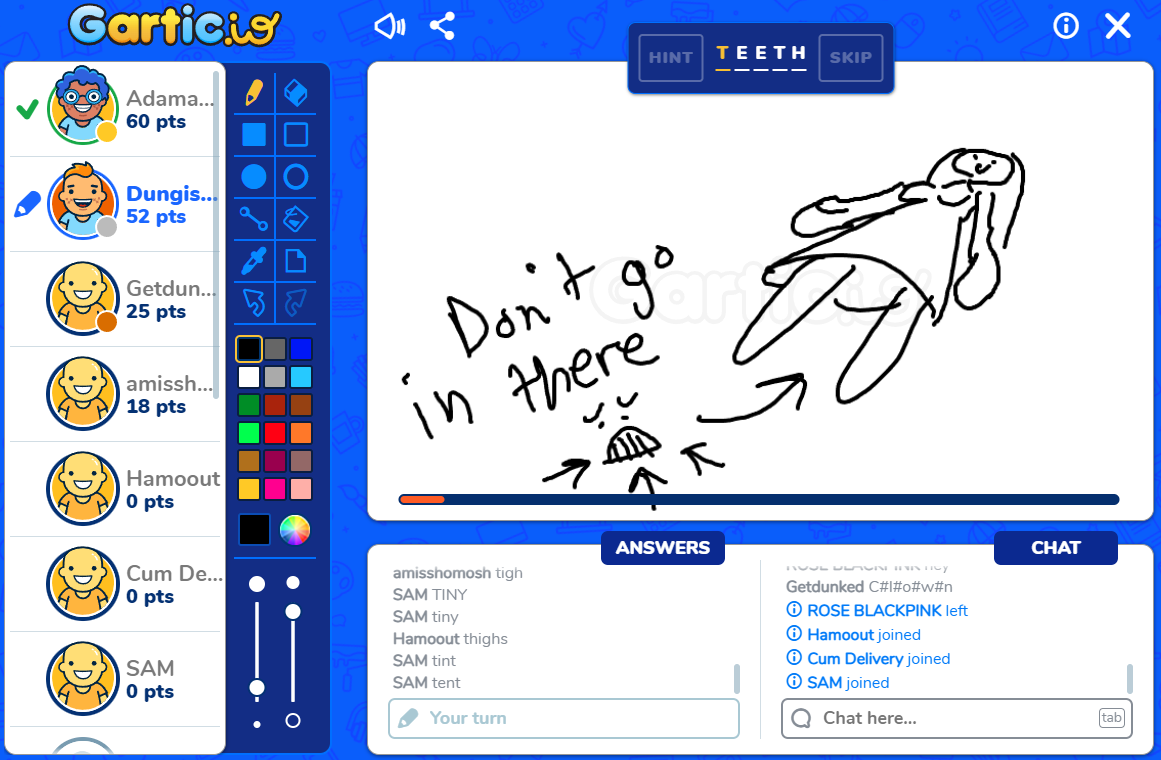 Gartic.io
HINT
TEETH
SKIP
Adama...
60 pts
Dungis...
52 pts
Getdun...
25 pts
amissh...
18 pts
Hamoout
0 pts
Cum De...
0 pts
SAM
0 pts
Gartic.io
Don't go
in there
ANSWERS
amisshomosh tigh
SAM TINY
SAM tiny
Hamoout thighs
SAM tint
SAM tent
Your turn
CHAT
ROSE BLACKPINK hey
Getdunked C#l#o#w#n
ROSE BLACKPINK left
Hamoout joined
Cum Delivery joined
SAM joined
Chat here...
tab